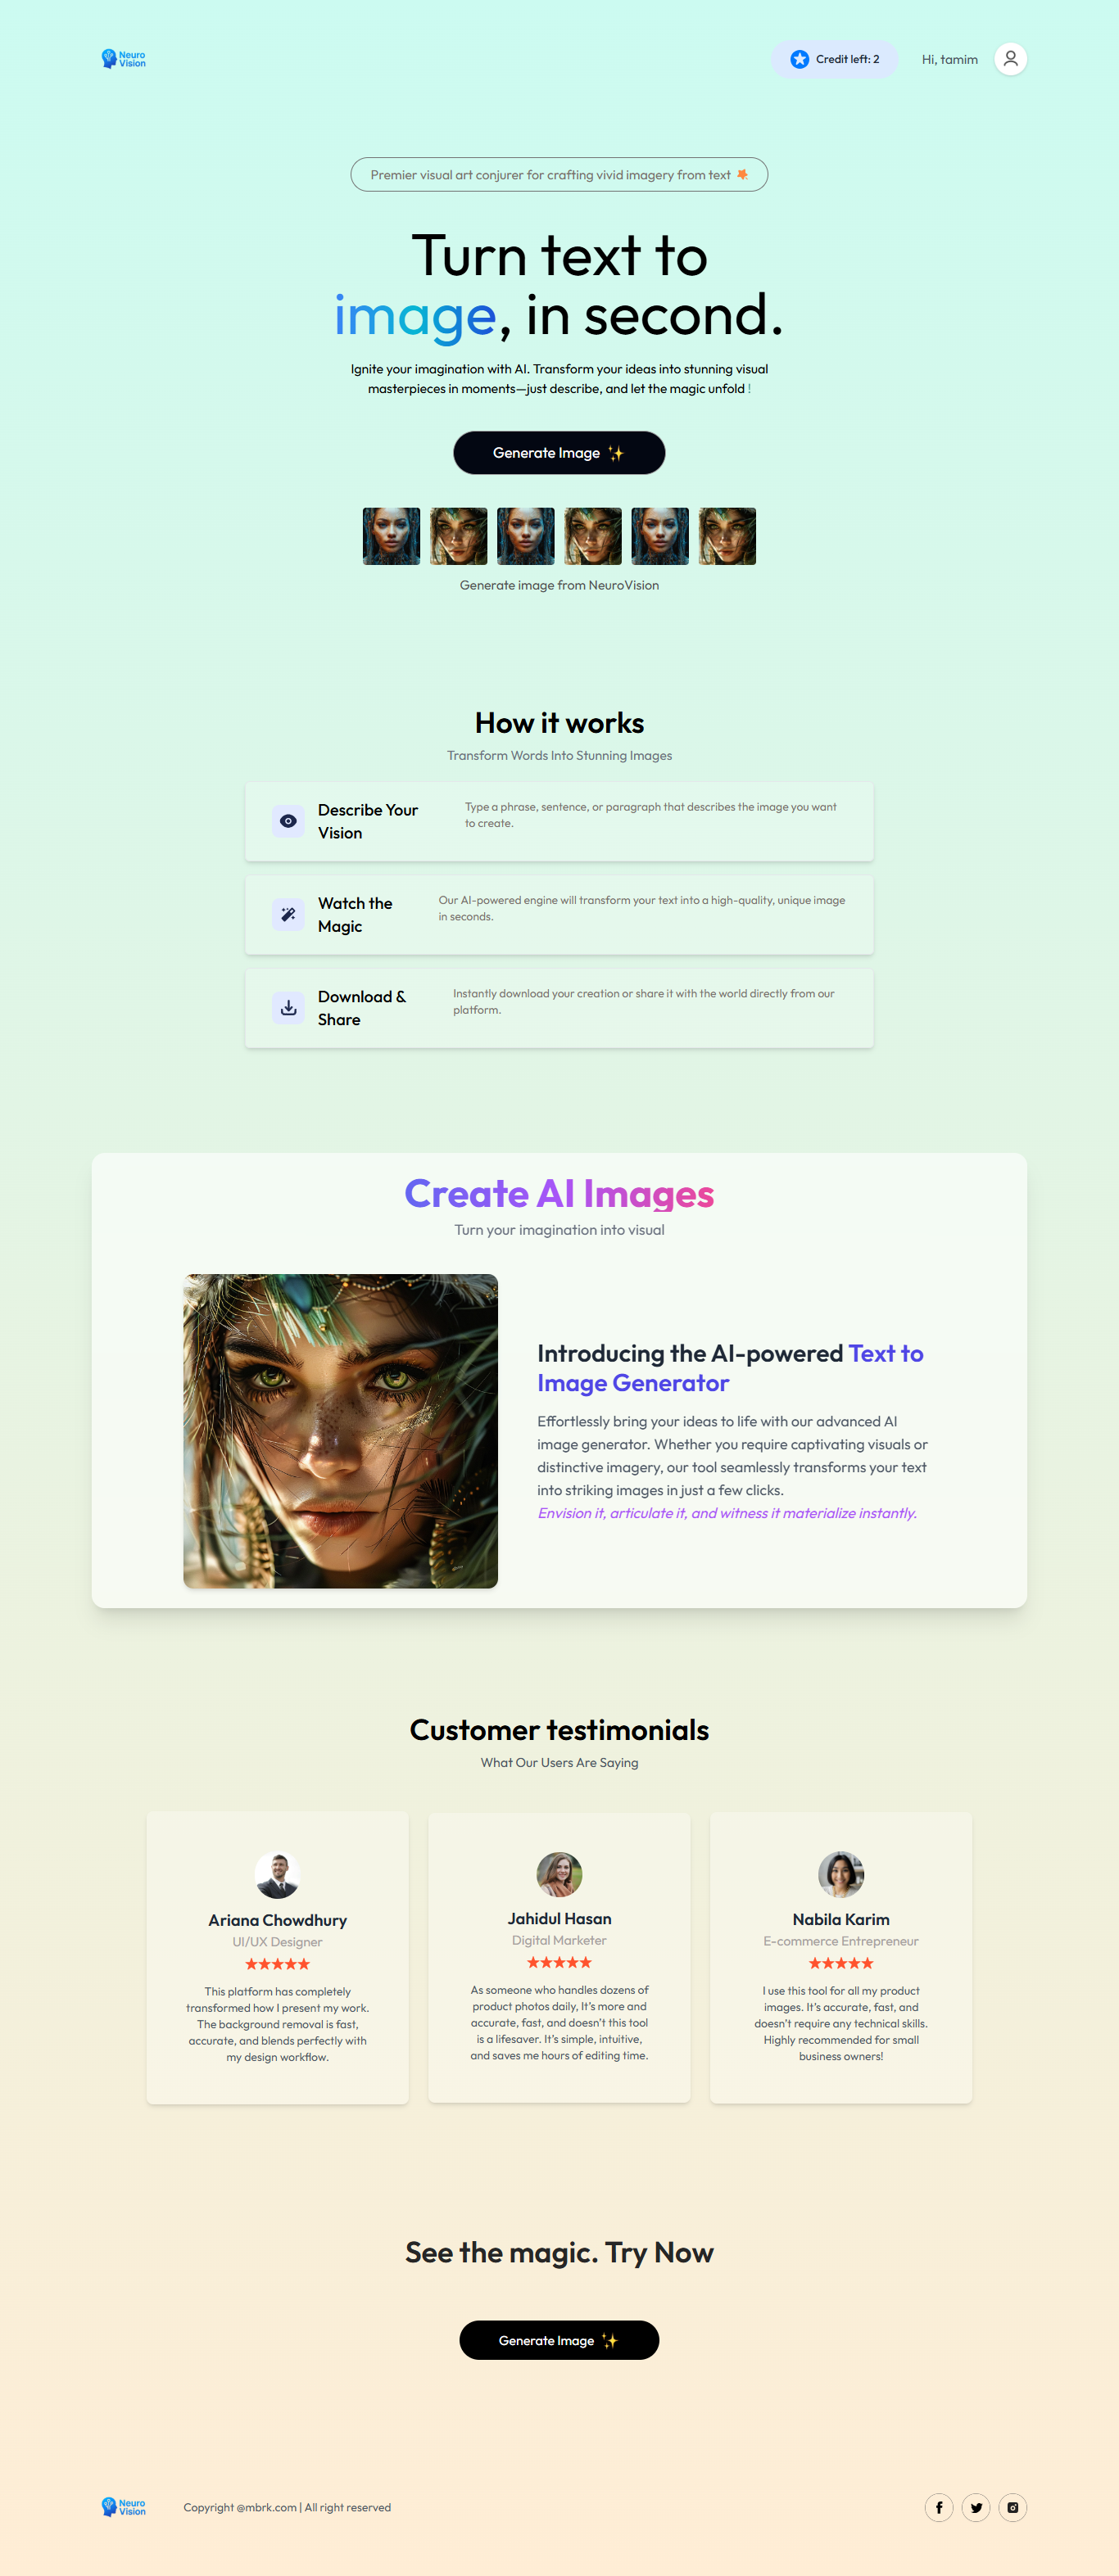 Neuro
Vision
Credit left: 2
Hi, tamim
Premier visual art conjurer for crafting vivid imagery from text
Turn text to
image, in second.
Ignite your imagination with AI. Transform your ideas into stunning visual
masterpieces in moments—just describe, and let the magic unfold !
Generate Image ✨
Generate image from NeuroVision
How it works
Transform Words Into Stunning Images
Describe Your
Vision
Type a phrase, sentence, or paragraph that describes the image you want
to create.
Watch the
Magic
Our AI-powered engine will transform your text into a high-quality, unique image
in seconds.
Download &
Share
Instantly download your creation or share it with the world directly from our
platform.
Create AI Images
Turn your imagination into visual
Introducing the AI-powered Text to
Image Generator
Effortlessly bring your ideas to life with our advanced AI
image generator. Whether you require captivating visuals or
distinctive imagery, our tool seamlessly transforms your text
into striking images in just a few clicks.
Envision it, articulate it, and witness it materialize instantly.
Customer testimonials
What Our Users Are Saying
Ariana Chowdhury
UI/UX Designer
This platform has completely
transformed how I present my work.
The background removal is fast,
accurate, and blends perfectly with
my design workflow.
Jahidul Hasan
Digital Marketer
As someone who handles dozens of
product photos daily, It's more and
accurate, fast, and doesn't this tool
is a lifesaver. It's simple, intuitive,
and saves me hours of editing time.
Nabila Karim
E-commerce Entrepreneur
I use this tool for all my product
images. It's accurate, fast, and
doesn't require any technical skills.
Highly recommended for small
business owners!
See the magic. Try Now
Generate Image ✨
Neuro
Vision
Copyright @mbrk.com | All right reserved